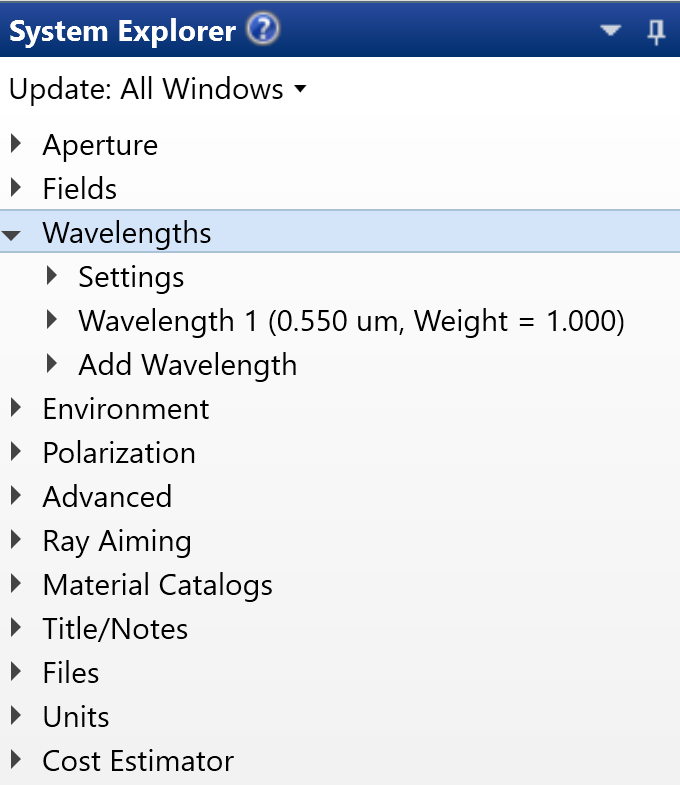 System Explorer ?
Update: All Windows
Aperture
Fields
Wavelengths
Settings
Wavelength 1 (0.550 um, Weight = 1.000)
Add Wavelength
Environment
Polarization
Advanced
Ray Aiming
Material Catalogs
Title/Notes
Files
Units
Cost Estimator